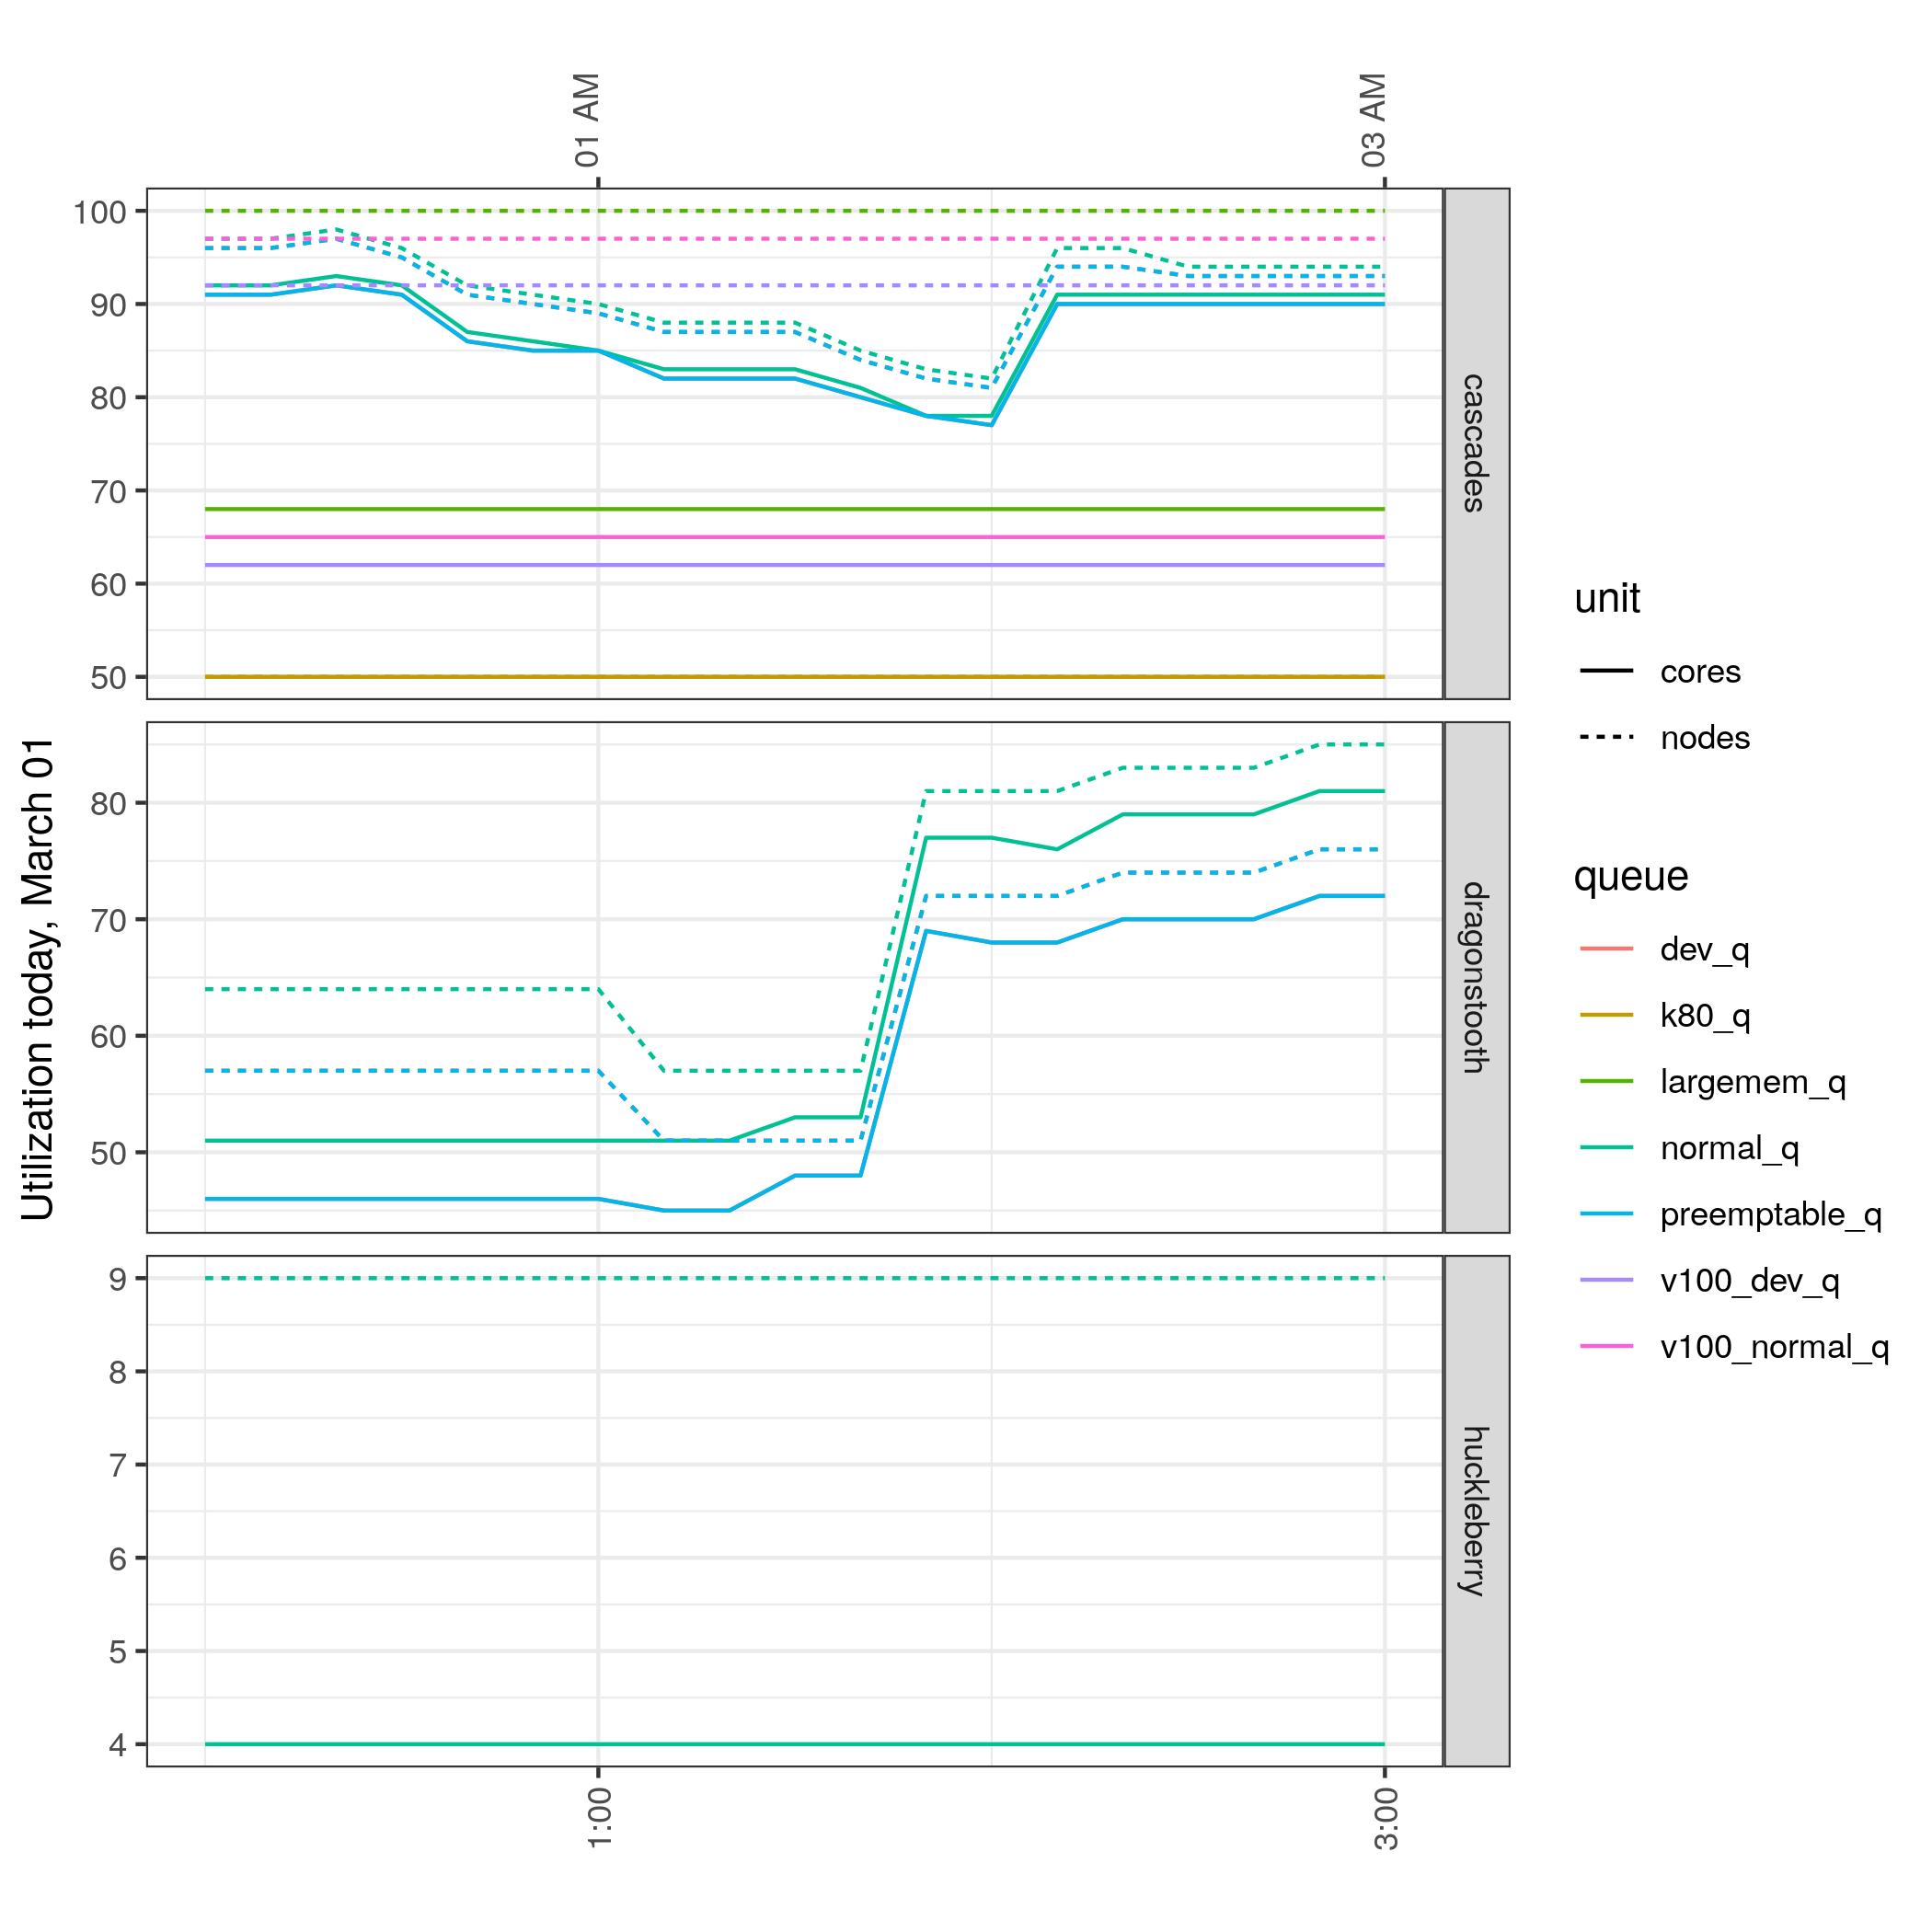 01 AM
03 AM
100
90
80
70
60
50
cascades
80
70
60
50
dragonstooth
9
8
7
6
5
4
huckleberry
1:00
3:00
Utilization today, March 01
unit
cores
nodes
queue
dev_q
k80_q
largemem_q
normal_q
preemptable_q
v100_dev_q
v100_normal_q